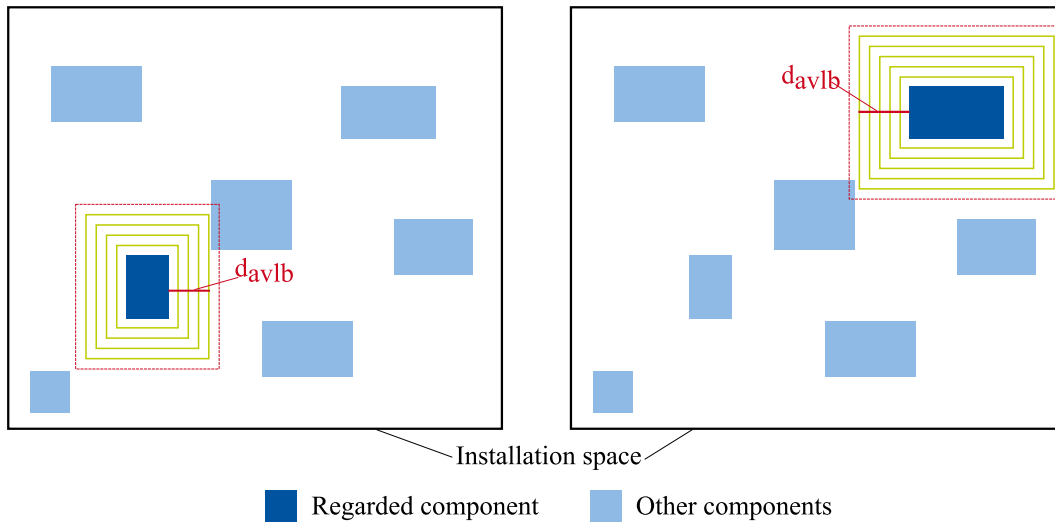 davlb
davlb
Installation space
Regarded component
Other components